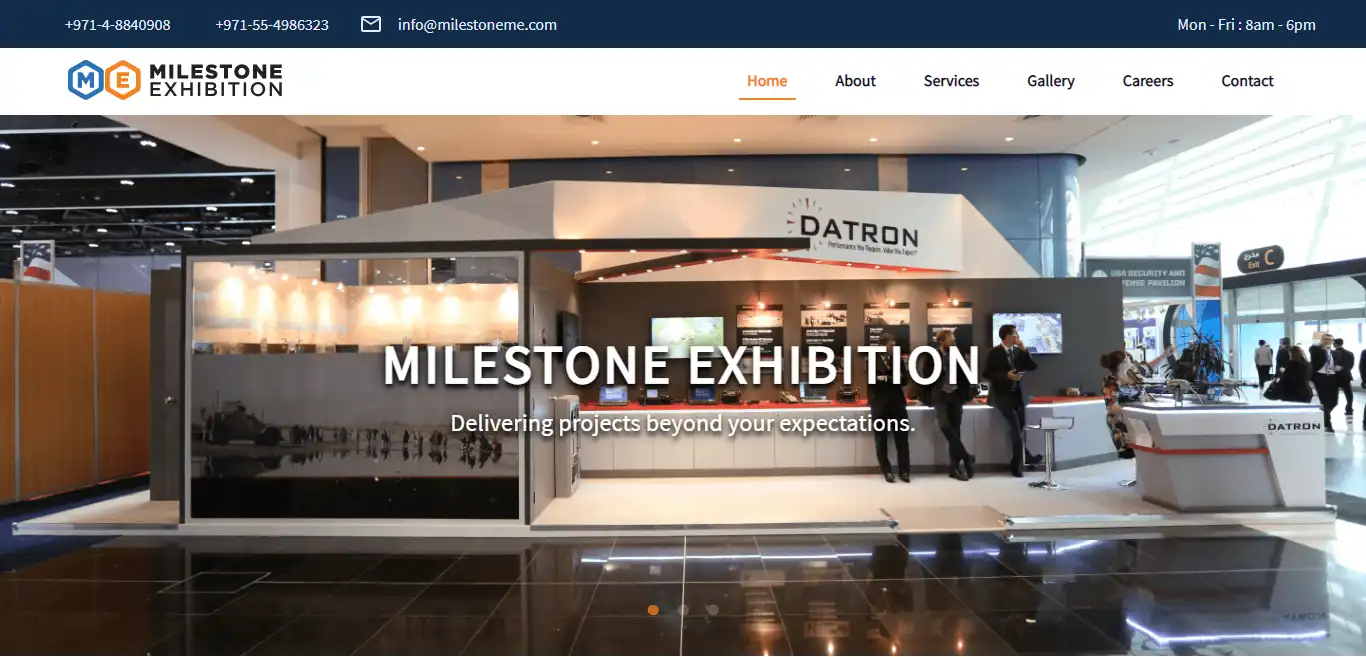 +971-4-8840908 +971-55-4986323 info@milestoneme.com Mon - Fri : 8am - 6pm
M E MILESTONE
EXHIBITION
Home About Services Gallery Careers Contact
DATRON
Performance You Require. Value You Expect.
مخرج
Exit C
USA SECURITY AND
DEFENSE PAVILION
MILESTONE EXHIBITION
Delivering projects beyond your expectations.
DATRON